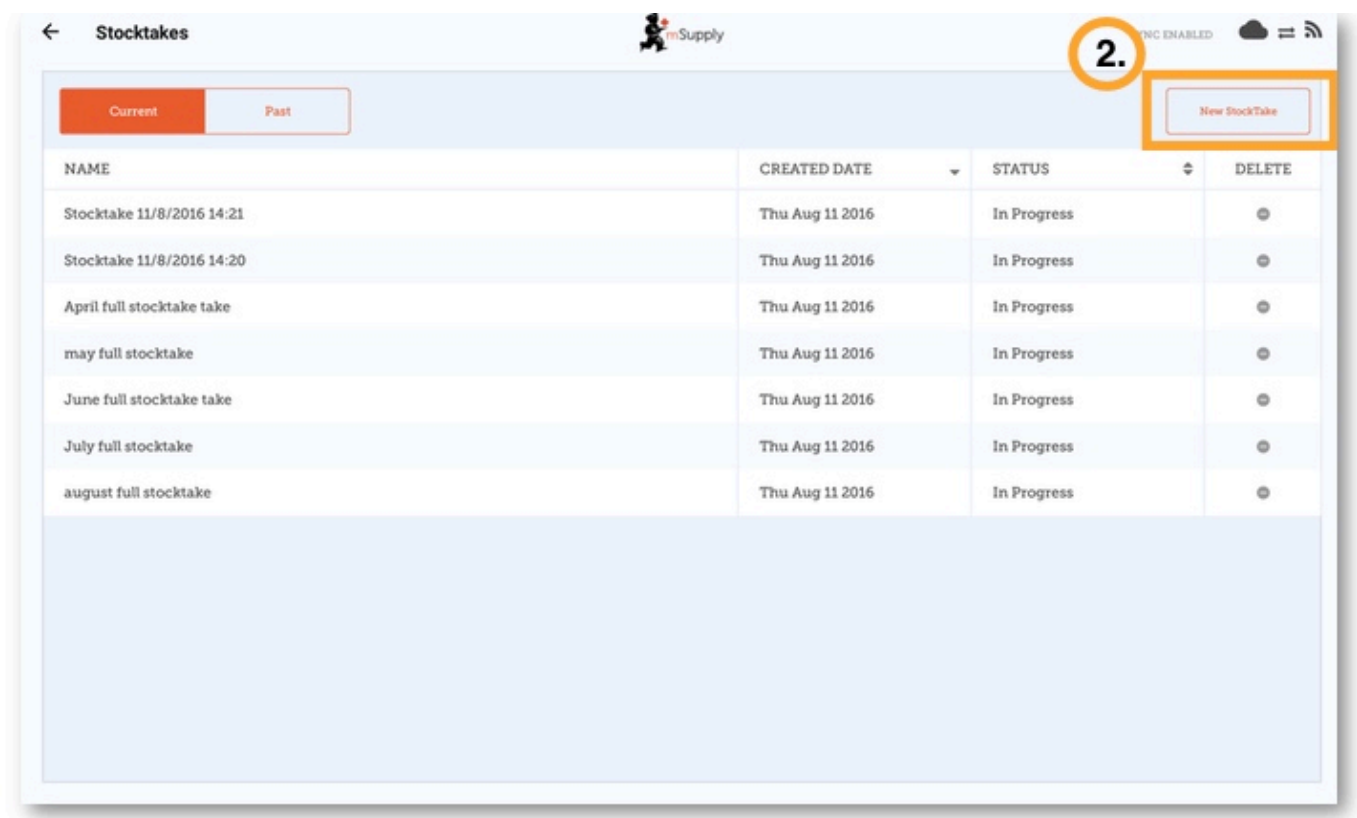 Stocktakes
mSupply
2.
NC ENABLED
Current Past
New StockTake
NAME CREATED DATE STATUS DELETE
Stocktake 11/8/2016 14:21 Thu Aug 11 2016 In Progress
Stocktake 11/8/2016 14:20 Thu Aug 11 2016 In Progress
April full stocktake take Thu Aug 11 2016 In Progress
may full stocktake Thu Aug 11 2016 In Progress
June full stocktake take Thu Aug 11 2016 In Progress
July full stocktake Thu Aug 11 2016 In Progress
august full stocktake Thu Aug 11 2016 In Progress